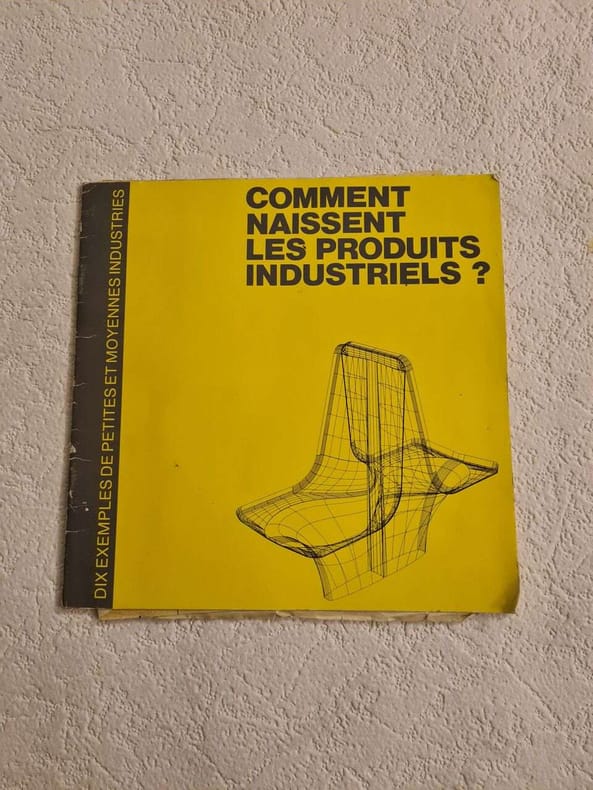 COMMENT
NAISSENT
LES PRODUITS
INDUSTRIELS ?
DIX EXEMPLES DE PETITES ET MOYENNES INDUSTRIES